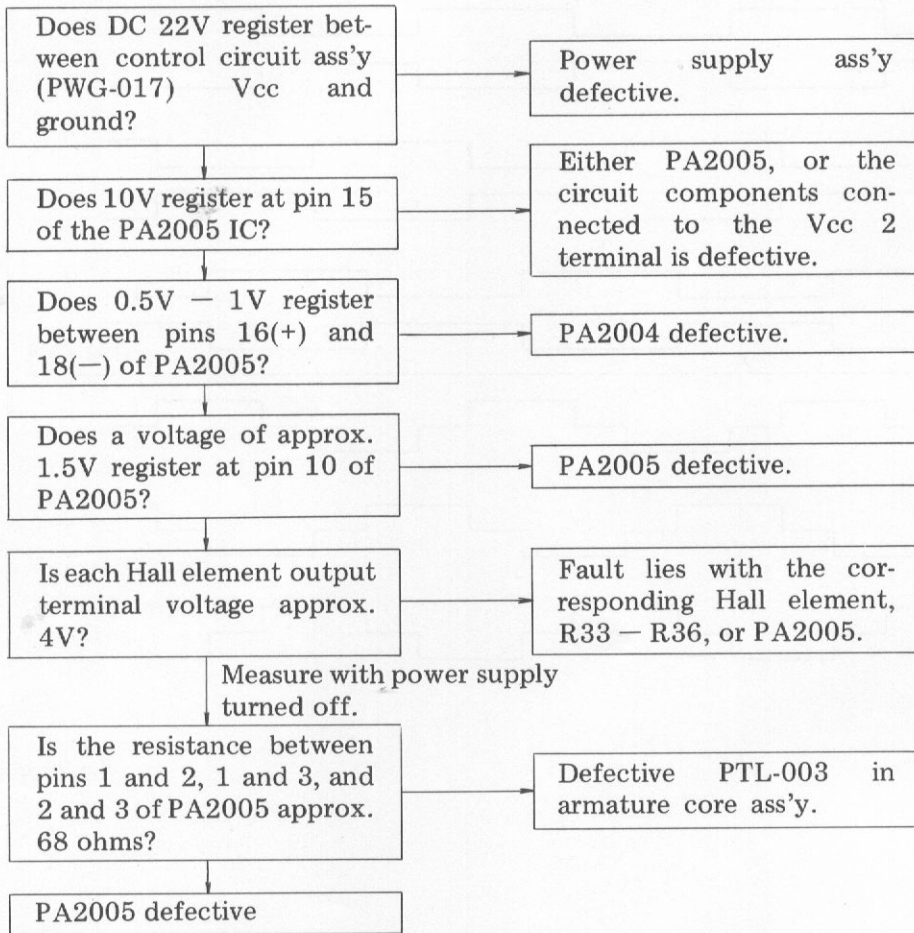 Does DC 22V register bet-
ween control circuit ass'y
(PWG-017) Vcc and
ground?
Power supply ass'y
defective.
Does 10V register at pin 15
of the PA2005 IC?
Either PA2005, or the
circuit components con-
nected to the Vcc 2
terminal is defective.
Does 0.5V — 1V register
between pins 16(+) and
18(—) of PA2005?
PA2004 defective.
Does a voltage of approx.
1.5V register at pin 10 of
PA2005?
PA2005 defective.
Is each Hall element output
terminal voltage approx.
4V?
Fault lies with the cor-
responding Hall element,
R33 — R36, or PA2005.
Measure with power supply
turned off.
Is the resistance between
pins 1 and 2, 1 and 3, and
2 and 3 of PA2005 approx.
68 ohms?
Defective PTL-003 in
armature core ass'y.
PA2005 defective